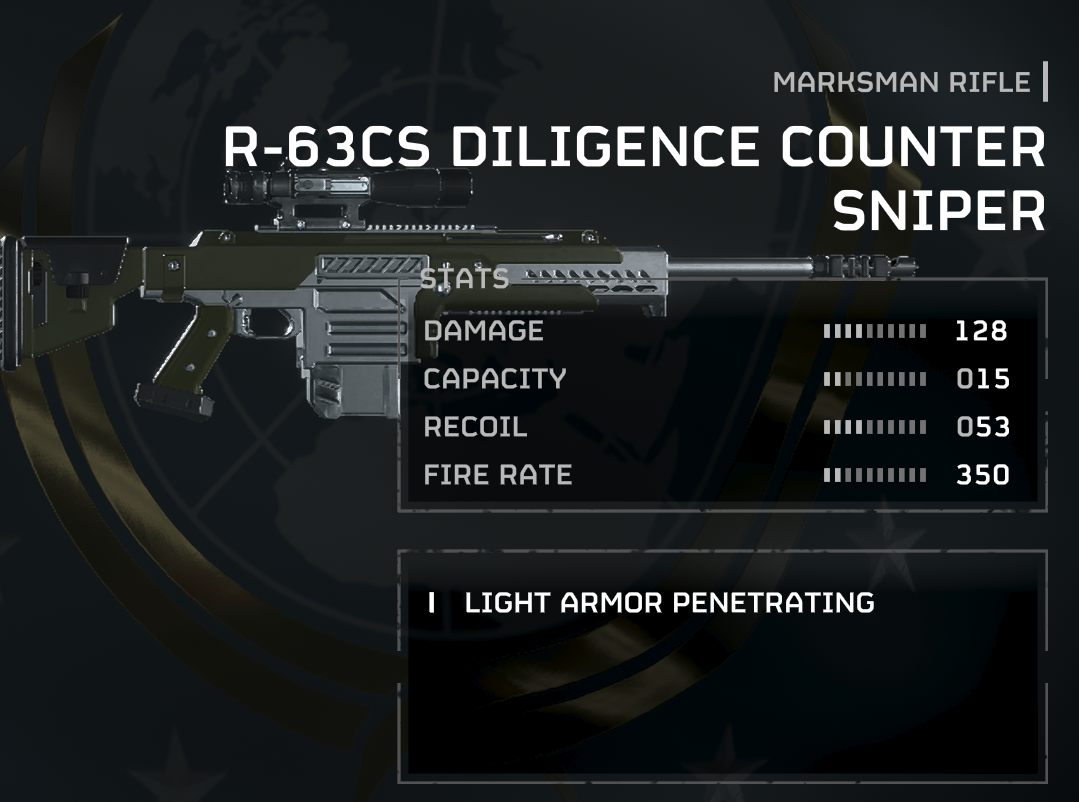 MARKSMAN RIFLE
R-63CS DILIGENCE COUNTER
SNIPER
STATS
DAMAGE 128
CAPACITY 015
RECOIL 053
FIRE RATE 350
LIGHT ARMOR PENETRATING